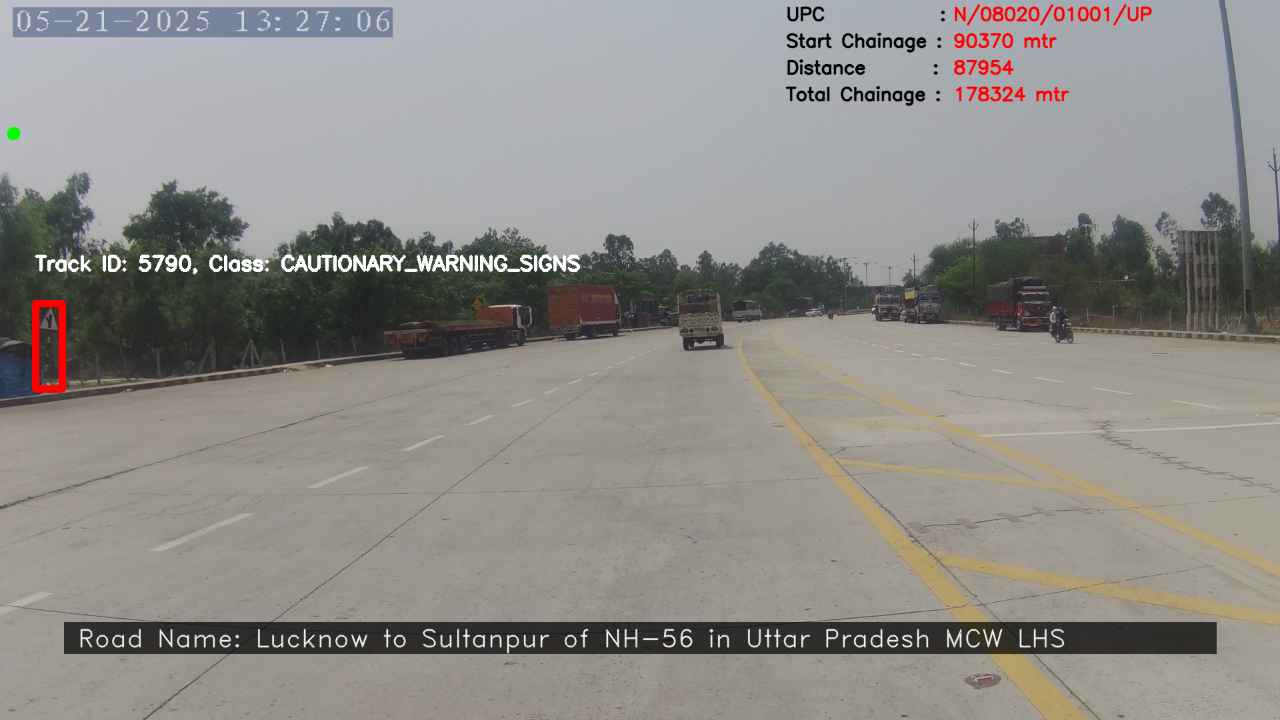 05-21-2025 13:27:06
UPC : N/08020/01001/UP
Start Chainage : 90370 mtr
Distance : 87954
Total Chainage : 178324 mtr
Track ID: 5790, Class: CAUTIONARY_WARNING_SIGNS
Road Name: Lucknow to Sultanpur of NH-56 in Uttar Pradesh MCW LHS